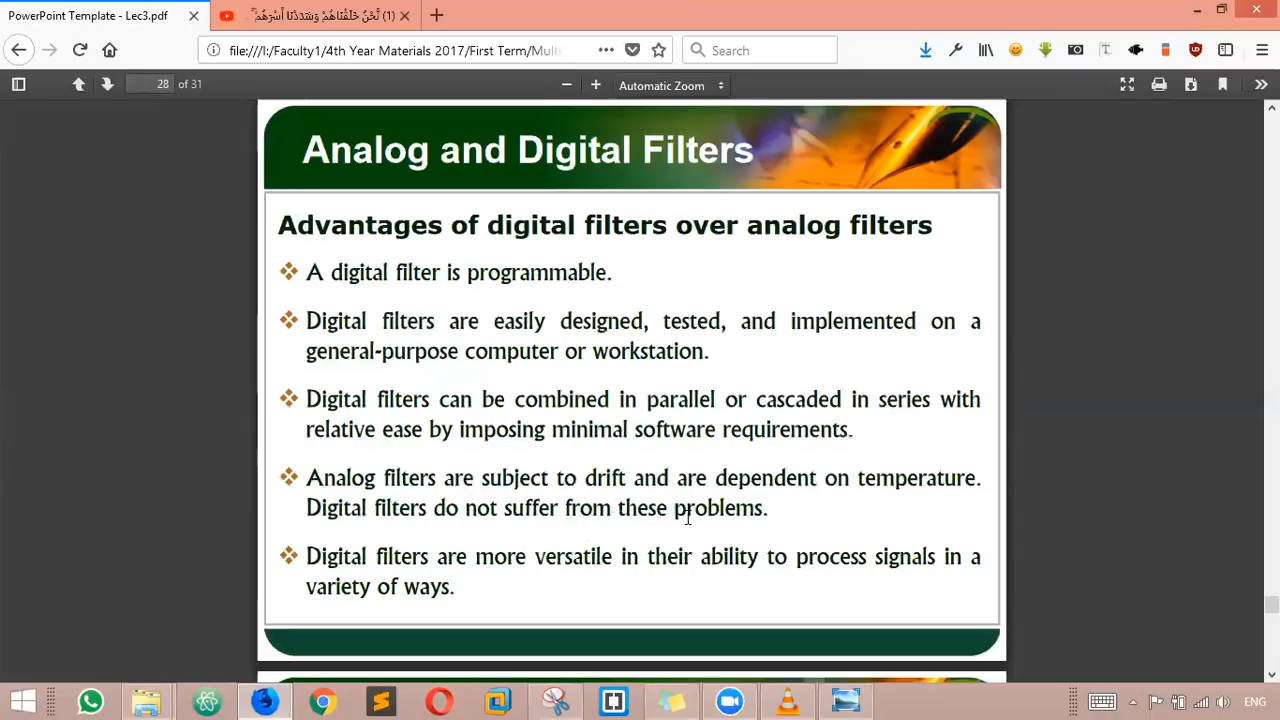 PowerPoint Template - Lec3.pdf
(1) نَّحْنُ خَلَقْنَاهُمْ وَشَدَدْنَا أَسْرَهُمْ
file:///I:/Faculty1/4th Year Materials 2017/First Term/Mult
Search
28 of 31
Automatic Zoom
Analog and Digital Filters
Advantages of digital filters over analog filters
A digital filter is programmable.
Digital filters are easily designed, tested, and implemented on a
general-purpose computer or workstation.
Digital filters can be combined in parallel or cascaded in series with
relative ease by imposing minimal software requirements.
Analog filters are subject to drift and are dependent on temperature.
Digital filters do not suffer from these problems.
Digital filters are more versatile in their ability to process signals in a
variety of ways.
ENG